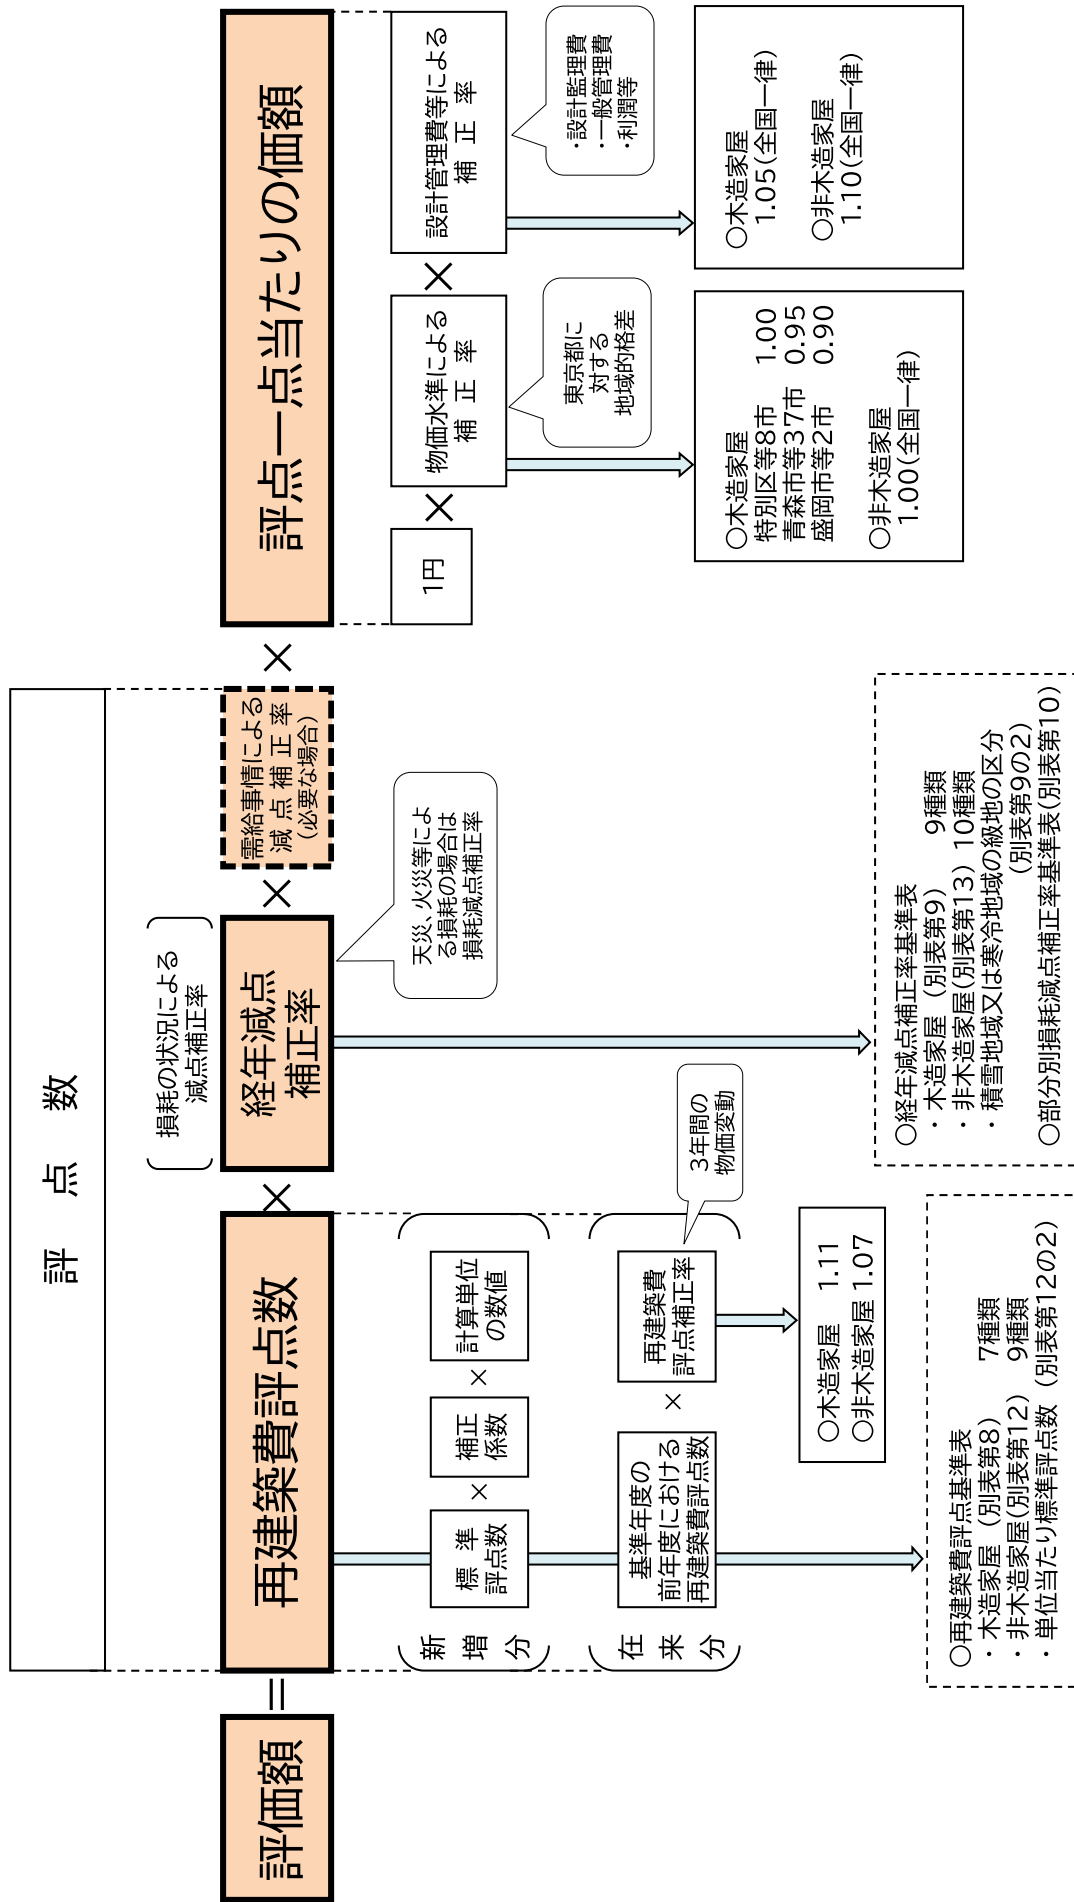 評点数
評価額
＝
再建築費評点数
×
損耗の状況による
減点補正率
経年減点
補正率
×
需給事情による
減点補正率
(必要な場合)
×
評点一点当たりの価額
新増分
標準
評点数
×
補正
係数
×
計算単位
の数値
在来分
基準年度の
前年度における
再建築費評点数
×
再建築費
評点補正率
3年間の
物価変動
○木造家屋 1.11
○非木造家屋 1.07
○再建築費評点基準表
・木造家屋 (別表第8) 7種類
・非木造家屋(別表第12) 9種類
・単位当たり標準評点数 (別表第12の2)
天災、火災等によ
る損耗の場合は
損耗減点補正率
○経年減点補正率基準表
・木造家屋 (別表第9) 9種類
・非木造家屋(別表第13) 10種類
・積雪地域又は寒冷地域の級地の区分
(別表第9の2)
○部分別損耗減点補正率基準表(別表第10)
1円
×
物価水準による
補正率
×
設計管理費等による
補正率
東京都に
対する
地域的格差
・設計監理費
・一般管理費
・利潤等
○木造家屋
特別区等8市 1.00
青森市等37市 0.95
盛岡市等2市 0.90
○非木造家屋
1.00(全国一律)
○木造家屋
1.05(全国一律)
○非木造家屋
1.10(全国一律)